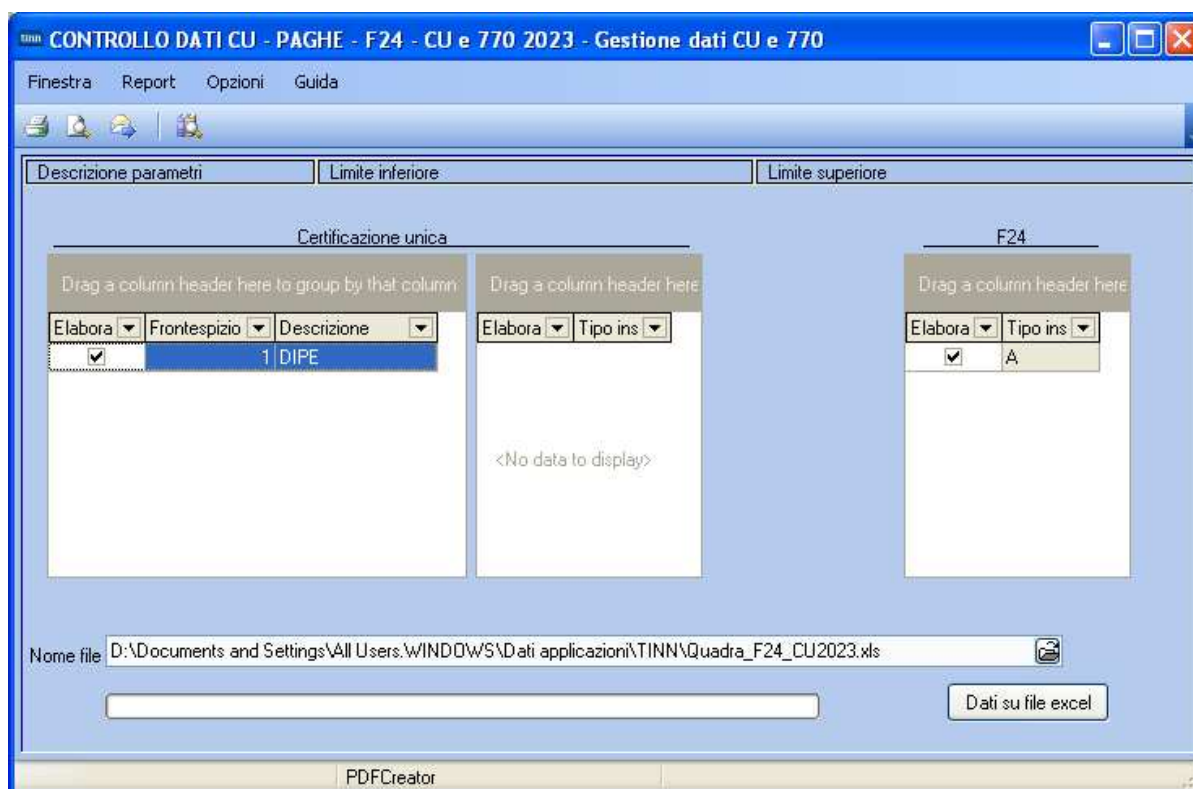 tinn CONTROLLO DATI CU - PAGHE - F24 - CU e 770 2023 - Gestione dati CU e 770
Finestra Report Opzioni Guida
Descrizione parametri Limite inferiore Limite superiore
Certificazione unica F24
Drag a column header here to group by that column Drag a column header here Drag a column header here
Elabora Frontespizio Descrizione Elabora Tipo ins Elabora Tipo ins
1 DIPE A
<No data to display>
Nome file D:\Documents and Settings\All Users.WINDOWS\Dati applicazioni\TINN\Quadra_F24_CU2023.xls
Dati su file excel
PDFCreator